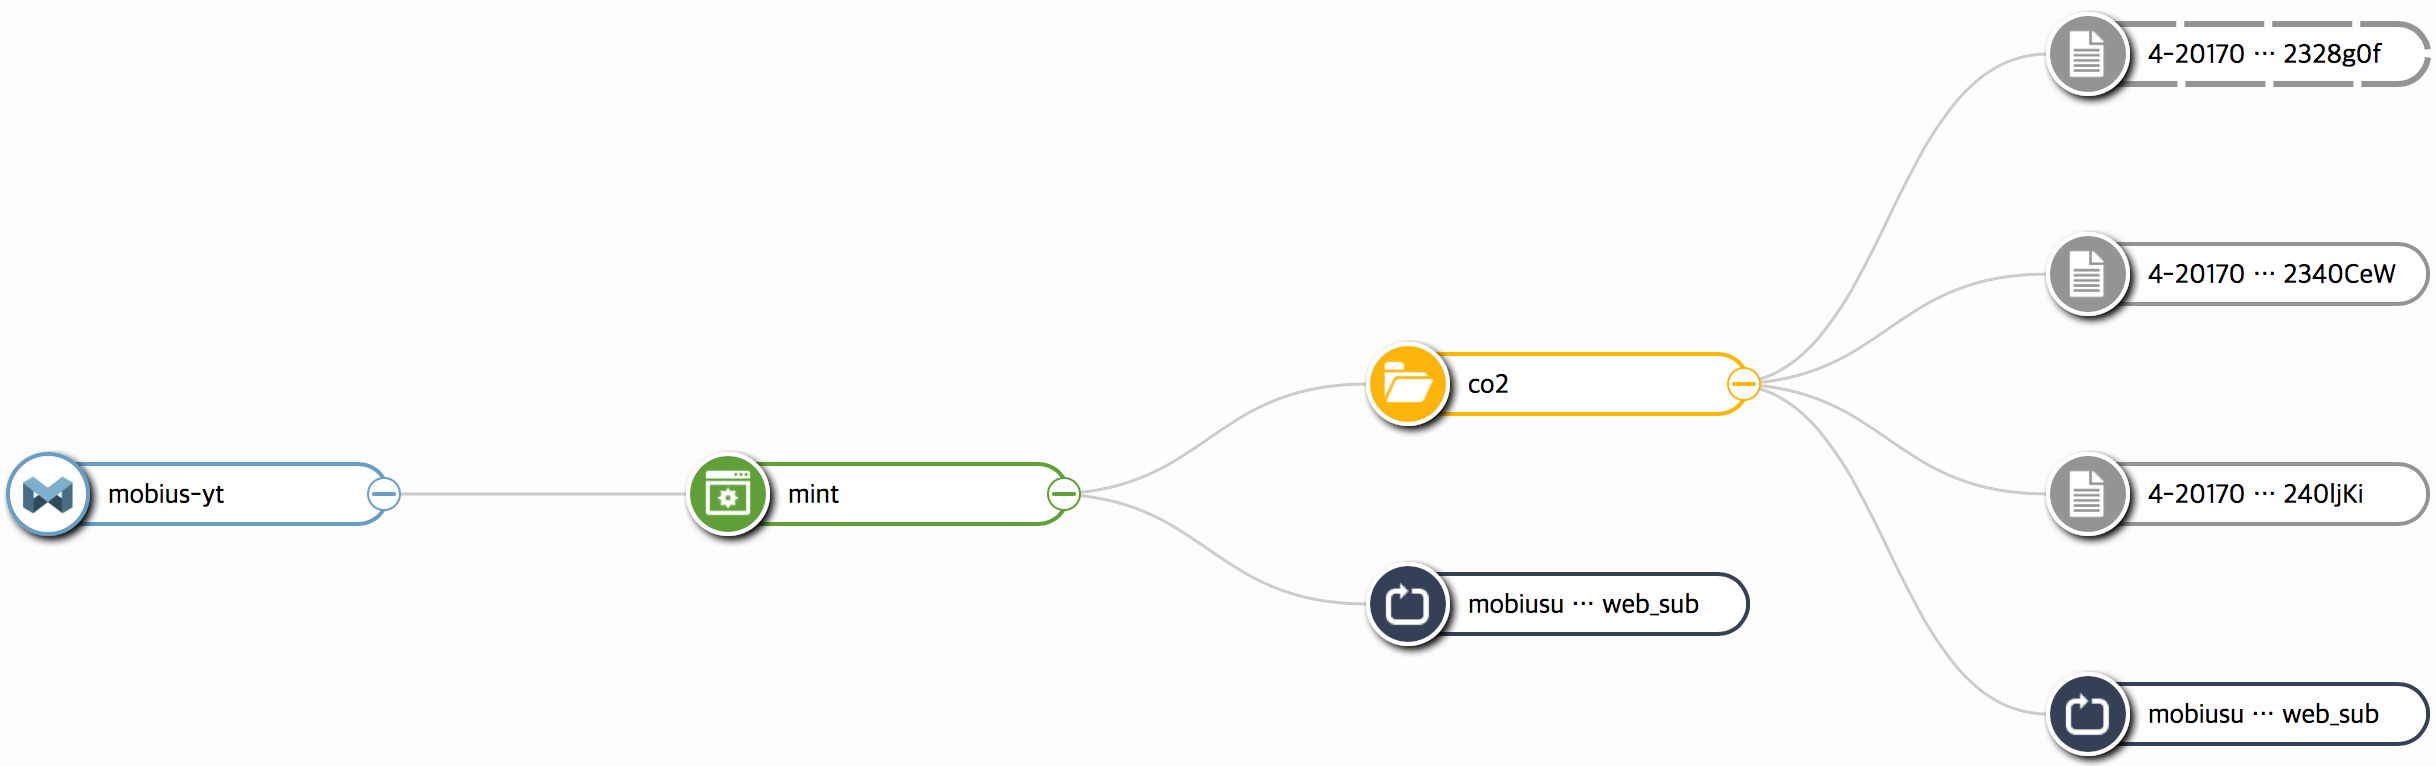 4-20170 ··· 2328g0f
4-20170 ··· 2340CeW
co2
mobius-yt
mint
4-20170 ··· 240ljKi
mobiusu ··· web_sub
mobiusu ··· web_sub